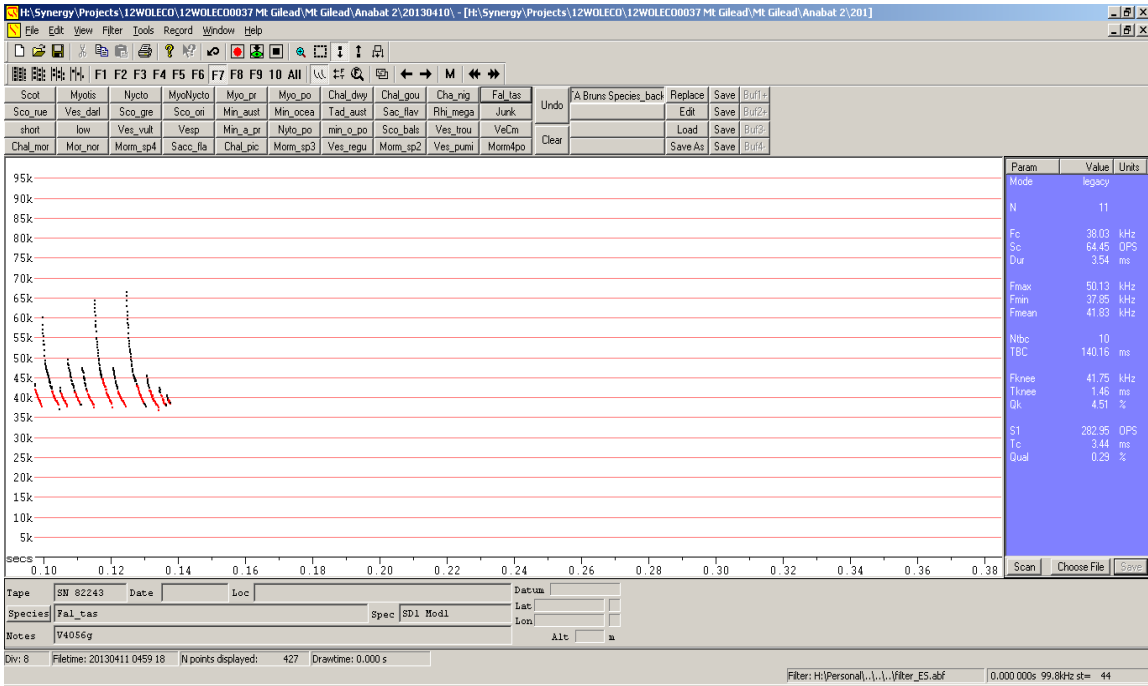 H:\Synergy\Projects\12WOLECO\12WOLECO00037 Mt Gilead\Mt Gilead\Anabat 2\20130410\ - [H:\Synergy\Projects\12WOLECO\12WOLECO00037 Mt Gilead\Mt Gilead\Anabat 2\201]
File Edit View Filter Tools Record Window Help
F1 F2 F3 F4 F5 F6 F7 F8 F9 10 All M
Scot Myotis Nycto MyoNycto Myo_pr Myo_po Chal_dwy Chal_gou Cha_nig Fal_tas Undo A Bruns Species_back Replace Save Buf1+
Sco_rue Ves_darl Sco_gre Sco_ori Min_aust Min_ocea Tad_aust Sac_flav Rhi_mega Junk Edit Save Buf2+
short low Ves_vult Vesp Min_a_pr Nyto_po min_o_po Sco_bals Ves_trou VeCm Clear Load Save Buf3-
Chal_mor Mor_nor Morm_sp4 Sacc_fla Chal_pic Morm_sp3 Ves_regu Morm_sp2 Ves_pumi Morm4po Save As Save Buf4-
95k
90k
85k
80k
75k
70k
65k
60k
55k
50k
45k
40k
35k
30k
25k
20k
15k
10k
5k
secs
0.10 0.12 0.14 0.16 0.18 0.20 0.22 0.24 0.26 0.28 0.30 0.32 0.34 0.36 0.38
Param Value Units
Mode legacy
N 11
Fc 38.03 kHz
Sc 64.45 OPS
Dur 3.54 ms
Fmax 50.13 kHz
Fmin 37.85 kHz
Fmean 41.83 kHz
Ntbc 10
TBC 140.16 ms
Fknee 41.75 kHz
Tknee 1.46 ms
Qk 4.51 %
S1 282.95 OPS
Tc 3.44 ms
Qual 0.29 %
Scan Choose File Save
Tape SN 82243 Date Loc Datum
Lat
Species Fal_tas Spec SD1 Mod1
Lon
Notes V4056g Alt m
Div: 8 Filetime: 20130411 0459 18 N points displayed: 427 Drawtime: 0.000 s
Filter: H:\Personal\..\..\..\filter_ES.abf 0.000 000s 99.8kHz st= 44